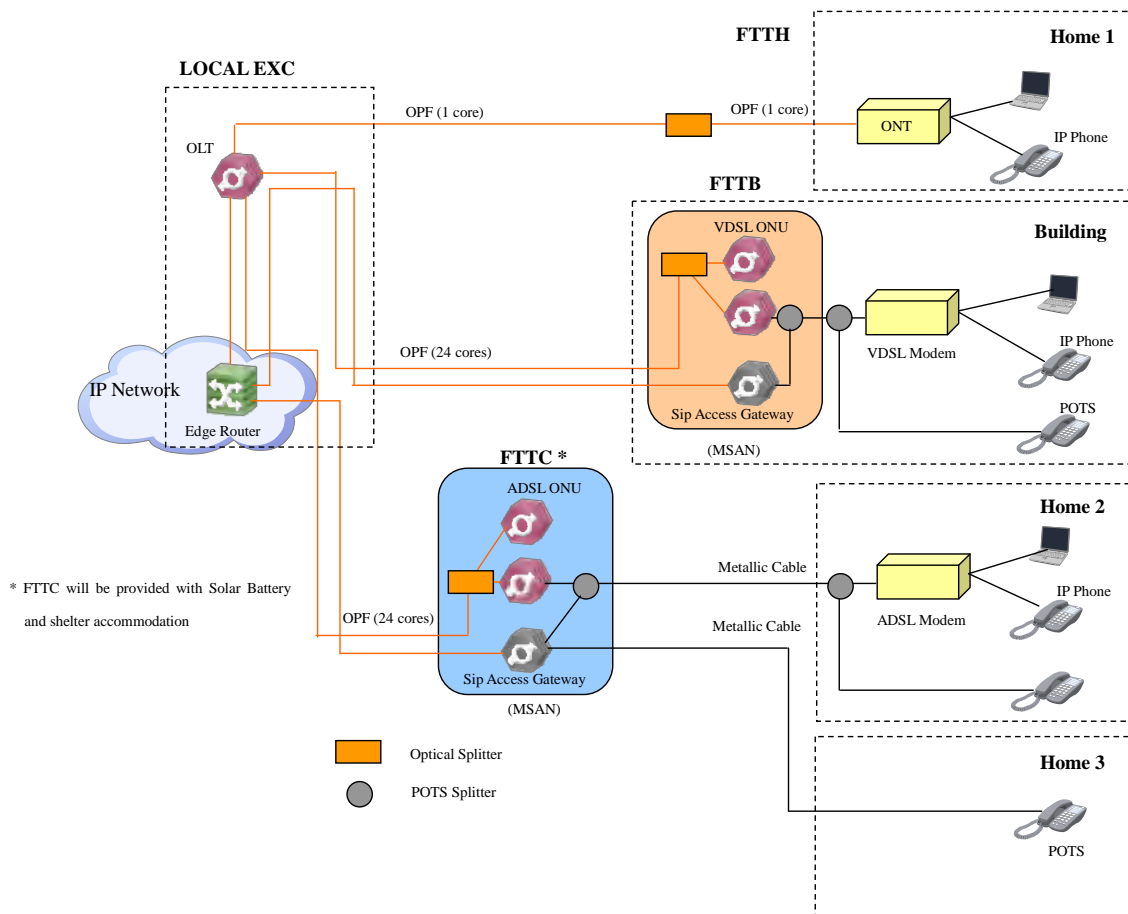 FTTH
Home 1
LOCAL EXC
OPF (1 core)
OPF (1 core)
ONT
IP Phone
OLT
FTTB
VDSL ONU
Building
OPF (24 cores)
VDSL Modem
IP Phone
IP Network
Sip Access Gateway
POTS
Edge Router
(MSAN)
FTTC *
ADSL ONU
Home 2
* FTTC will be provided with Solar Battery
and shelter accommodation
Metallic Cable
IP Phone
OPF (24 cores)
ADSL Modem
Metallic Cable
Sip Access Gateway
(MSAN)
Optical Splitter
Home 3
POTS Splitter
POTS